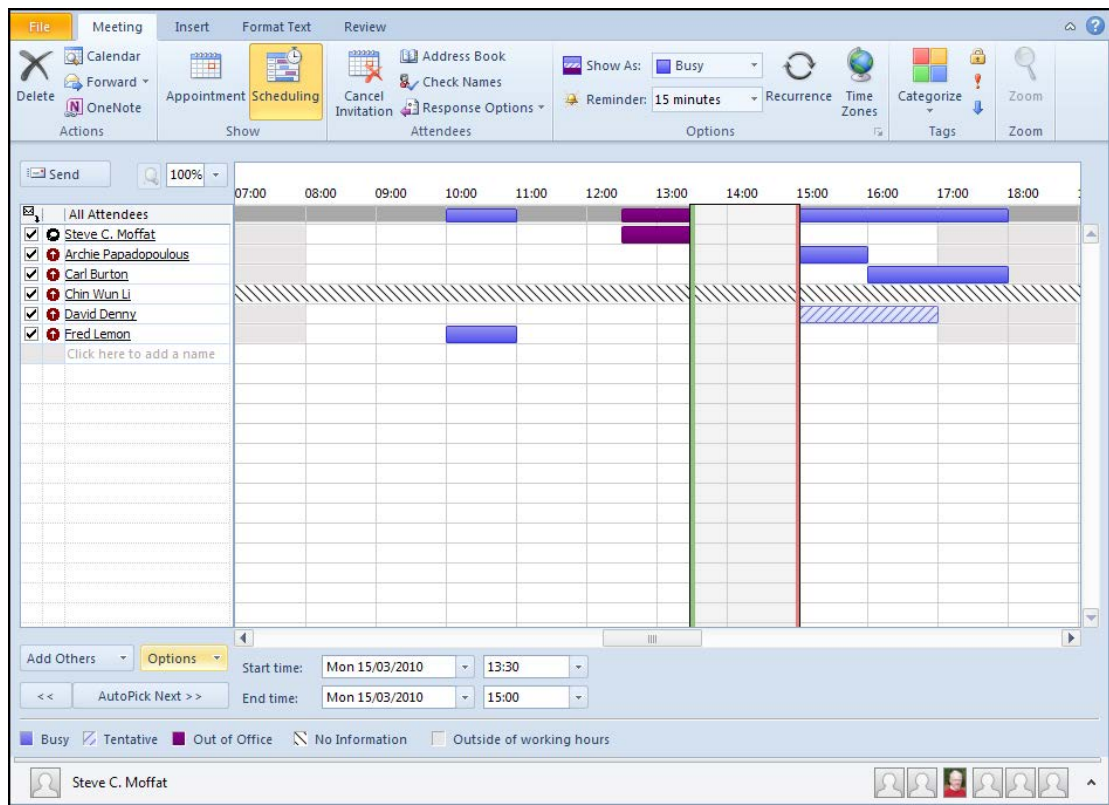 File Meeting Insert Format Text Review
Calendar Address Book Show As: Busy
Forward Check Names
Delete OneNote Appointment Scheduling Cancel Invitation Response Options Reminder: 15 minutes Recurrence Time Zones Categorize Zoom
Actions Show Attendees Options Tags Zoom
Send 100%
07:00 08:00 09:00 10:00 11:00 12:00 13:00 14:00 15:00 16:00 17:00 18:00
All Attendees
Steve C. Moffat
Archie Papadopoulous
Carl Burton
Chin Wun Li
David Denny
Fred Lemon
Click here to add a name
Add Others Options Start time: Mon 15/03/2010 13:30
<< AutoPick Next >> End time: Mon 15/03/2010 15:00
Busy Tentative Out of Office No Information Outside of working hours
Steve C. Moffat